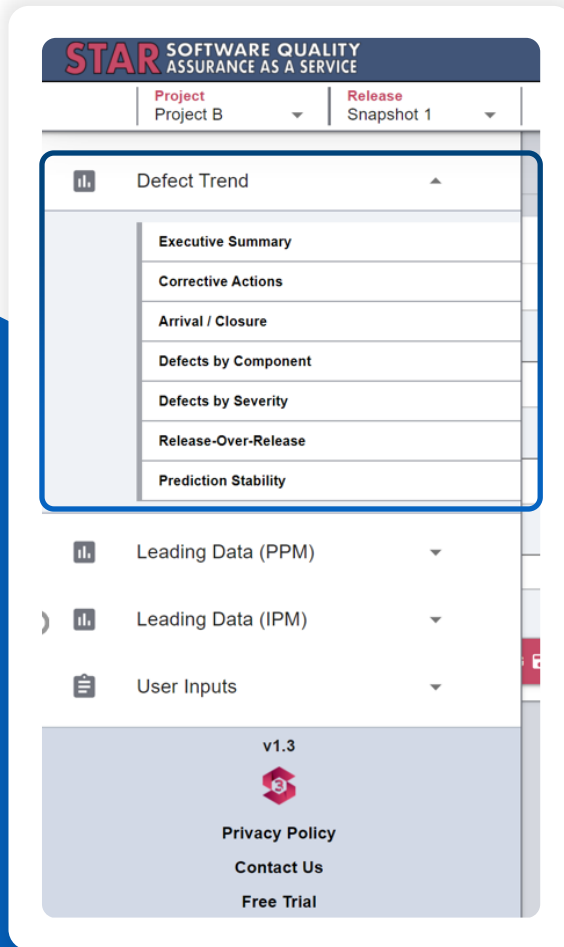 STAR SOFTWARE QUALITY
ASSURANCE AS A SERVICE
Project
Project B
Release
Snapshot 1
Defect Trend
Executive Summary
Corrective Actions
Arrival / Closure
Defects by Component
Defects by Severity
Release-Over-Release
Prediction Stability
Leading Data (PPM)
Leading Data (IPM)
User Inputs
v1.3
Privacy Policy
Contact Us
Free Trial